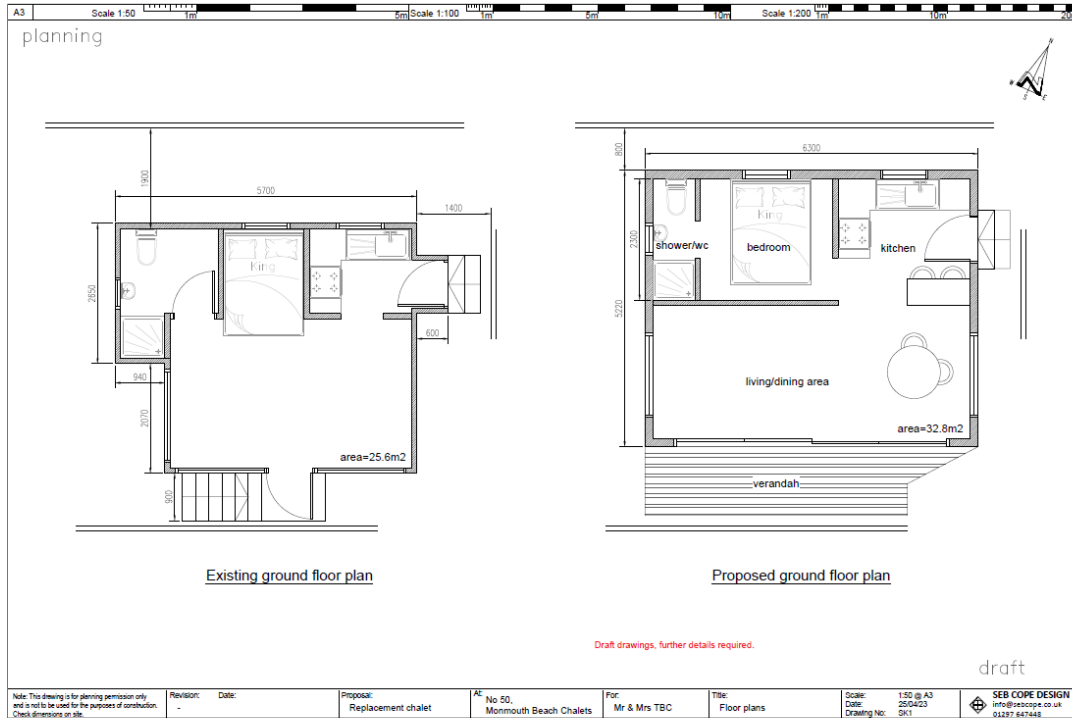 A3
Scale 1:50
1m
5m
Scale 1:100
1m
5m
10m
Scale 1:200
1m
10m
20
planning
N
W
S
E
1900
5700
1400
2650
King
600
940
2070
area=25.6m2
900
Existing ground floor plan
800
6300
2300
5220
King
shower/wc
bedroom
kitchen
living/dining area
area=32.8m2
verandah
Proposed ground floor plan
Draft drawings, further details required.
draft
Note: This drawing is for planning permission only
and is not to be used for the purposes of construction.
Check dimensions on site.
Revision: Date:
-
Proposal:
Replacement chalet
At:
No 50,
Monmouth Beach Chalets
For:
Mr & Mrs TBC
Title:
Floor plans
Scale: 1:50 @ A3
Date: 25/04/23
Drawing No: SK1
SEB COPE DESIGN
info@sebcope.co.uk
01297 647448